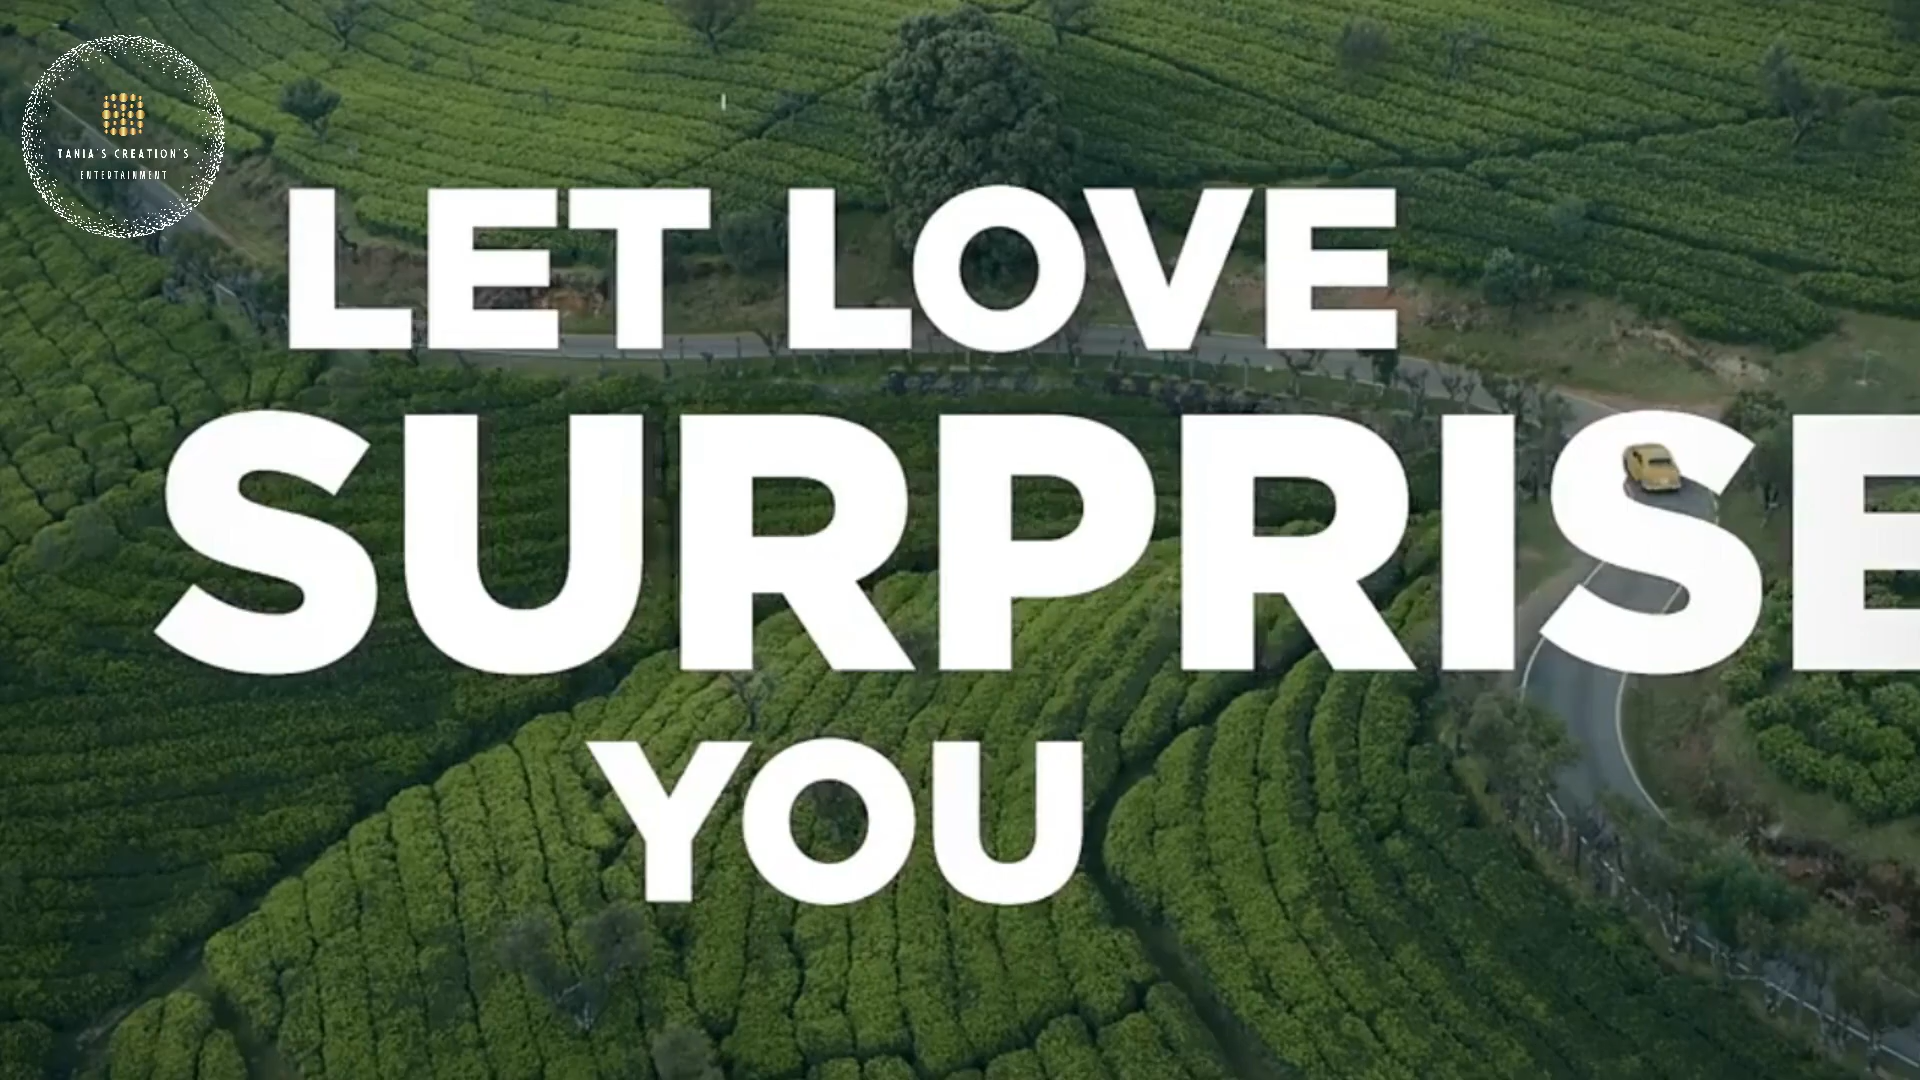 TANIA'S CREATION'S
ENTERTAINMENT
LET LOVE
SURPRISE
YOU